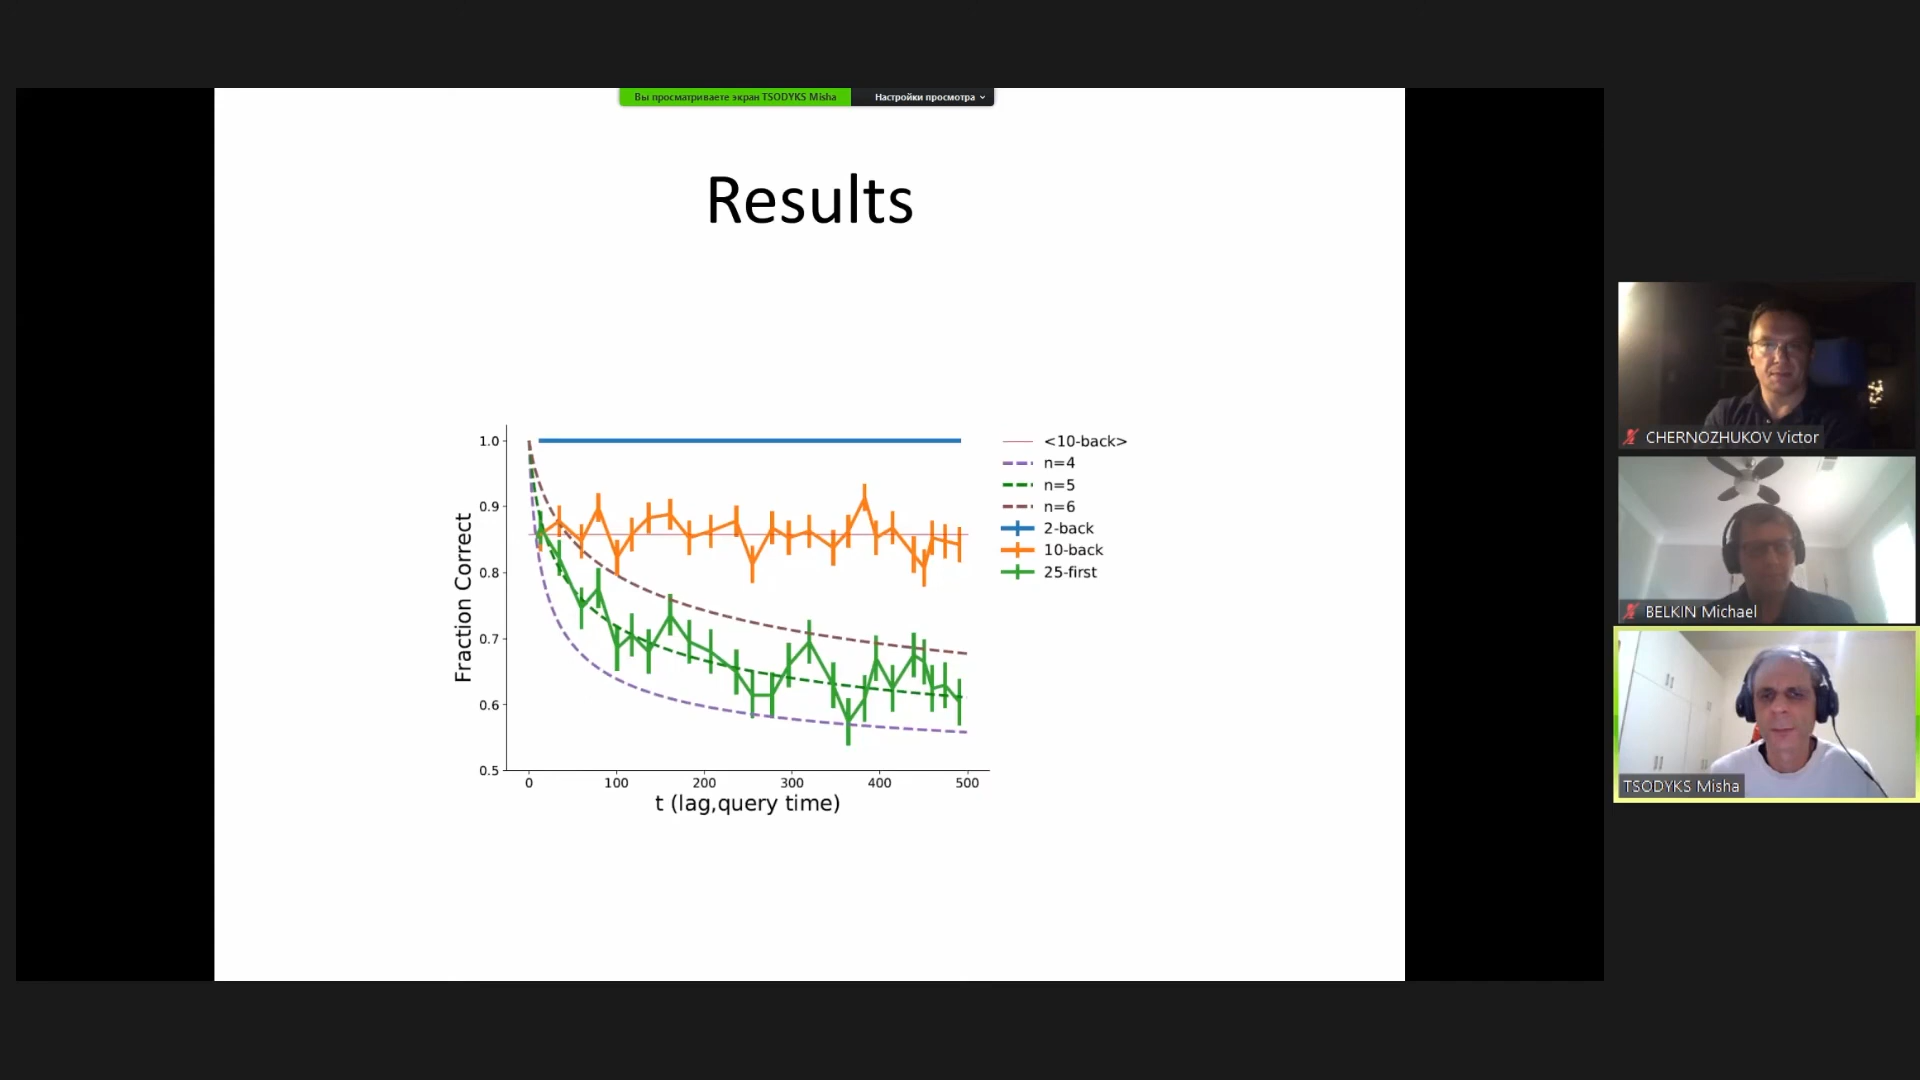 Вы просматриваете экран TSODYKS Misha
Настройки просмотра
Results
1.0
0.9
0.8
0.7
0.6
0.5
Fraction Correct
0 100 200 300 400 500
t (lag,query time)
<10-back>
n=4
n=5
n=6
2-back
10-back
25-first
CHERNOZHUKOV Victor
BELKIN Michael
TSODYKS Misha